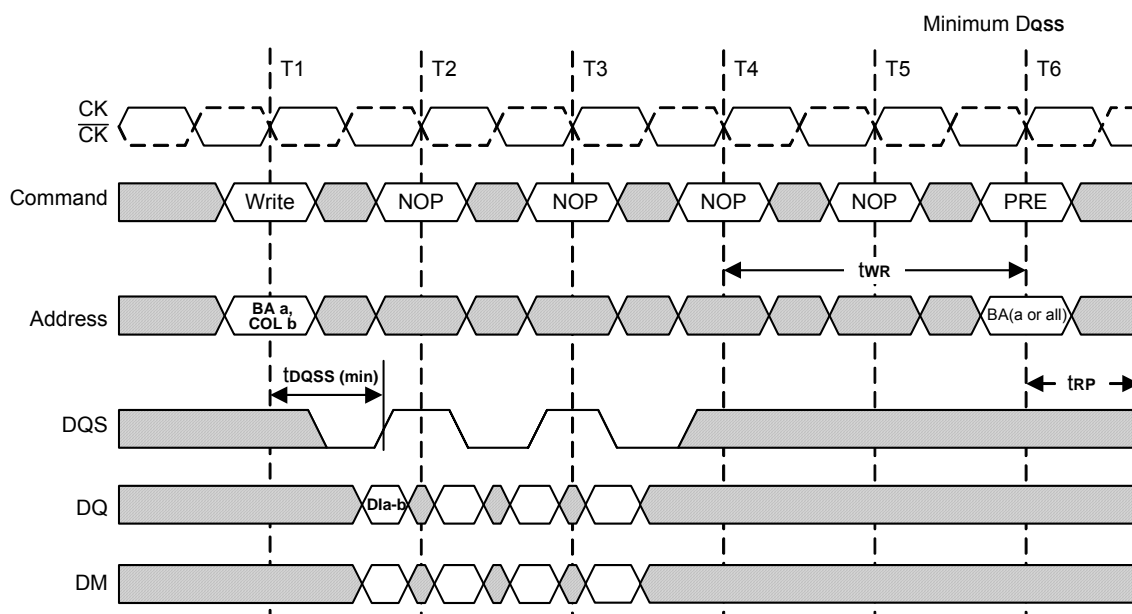 Minimum DQSS
T1 T2 T3 T4 T5 T6
CK
CK
Command Write NOP NOP NOP NOP PRE
tWR
Address BA a, COL b BA(a or all)
tDQSS (min)
tRP
DQS
DQ DIa-b
DM